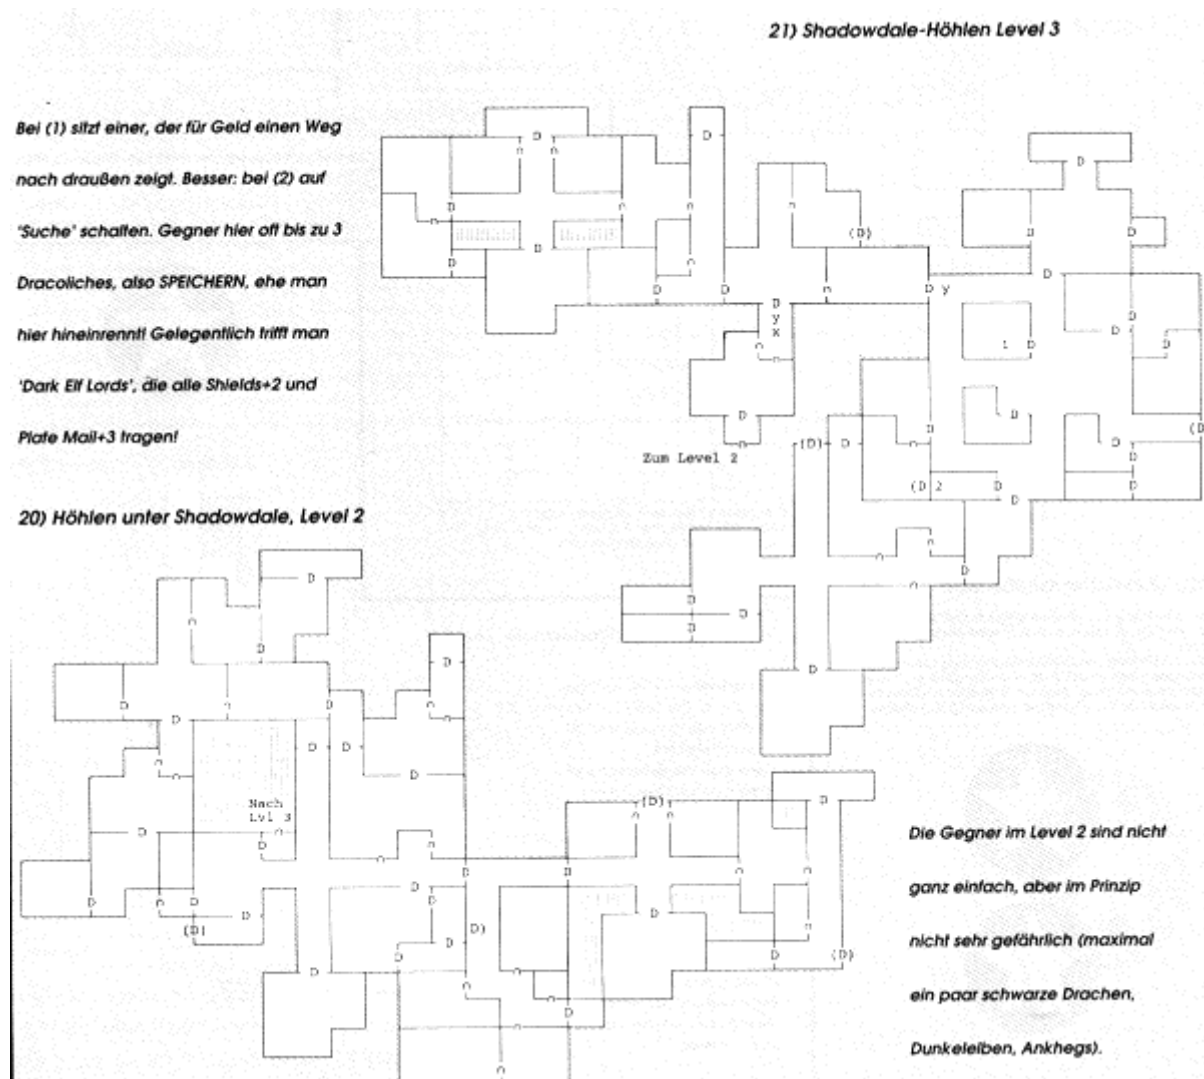 21) Shadowdale-Höhlen Level 3
Bei (1) sitzt einer, der für Geld einen Weg
nach draußen zeigt. Besser: bei (2) auf
'Suche' schalten. Gegner hier oft bis zu 3
Dracoliches, also SPEICHERN, ehe man
hier hineinrennt! Gelegentlich trifft man
'Dark Elf Lords', die alle Shields+2 und
Plate Mail+3 tragen!
Zum Level 2
20) Höhlen unter Shadowdale, Level 2
Nach
Lvl 3
Die Gegner im Level 2 sind nicht
ganz einfach, aber im Prinzip
nicht sehr gefährlich (maximal
ein paar schwarze Drachen,
Dunkelelben, Ankhegs).